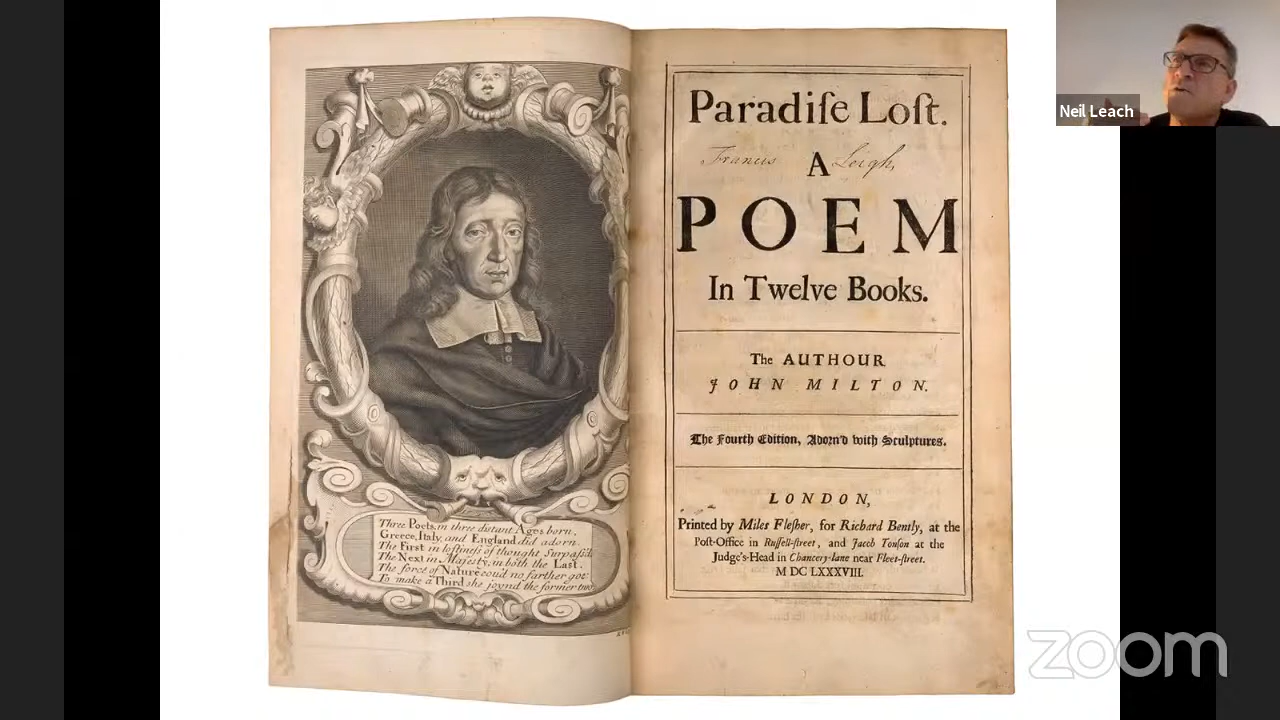 Three Poets, in three distant Ages born,
Greece, Italy, and England did adorn.
The First in loftiness of thought Surpass'd;
The Next in Majesty; in both the Last.
The force of Nature coud no farther goe:
To make a Third she joynd the former two.
Paradiſe Loſt.
Francis Leigh
A
POEM
In Twelve Books.
The AUTHOUR
JOHN MILTON.
The Fourth Edition, Adorn'd with Sculptures.
LONDON,
Printed by Miles Fleſher, for Richard Bently, at the
Poſt-Office in Ruſſell-ſtreet, and Jacob Tonſon at the
Judge's-Head in Chancery-lane near Fleet-ſtreet.
M DC LXXXVIII.
Neil Leach
zoom